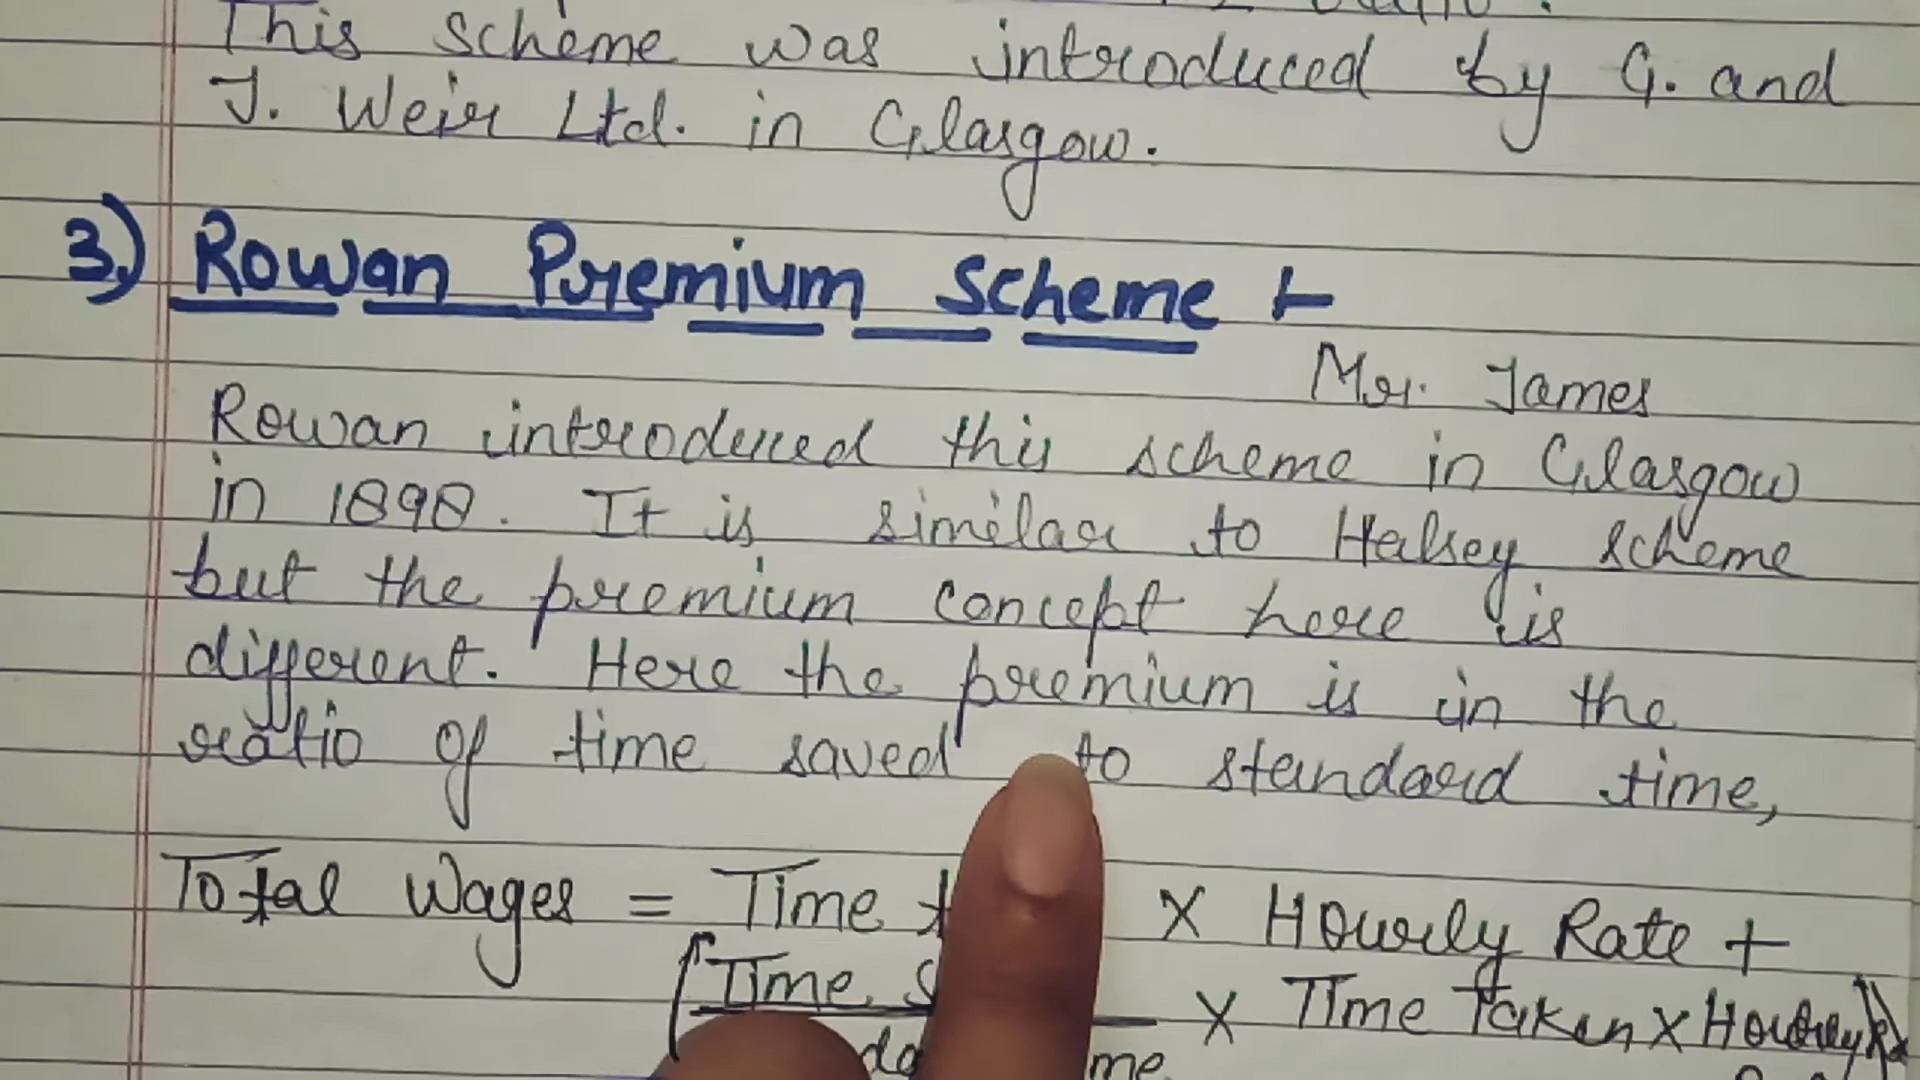 This scheme was introduced by G. and
J. Weir Ltd. in Glasgow.
3.) Rowan Premium Scheme :-
Mr. James
Rowan introduced this scheme in Glasgow
in 1898. It is similar to Halsey scheme
but the premium concept here is
different. Here the premium is in the
ratio of time saved to standard time,
Total Wages = Time × Hourly Rate +
Time × Time Taken × Hourly